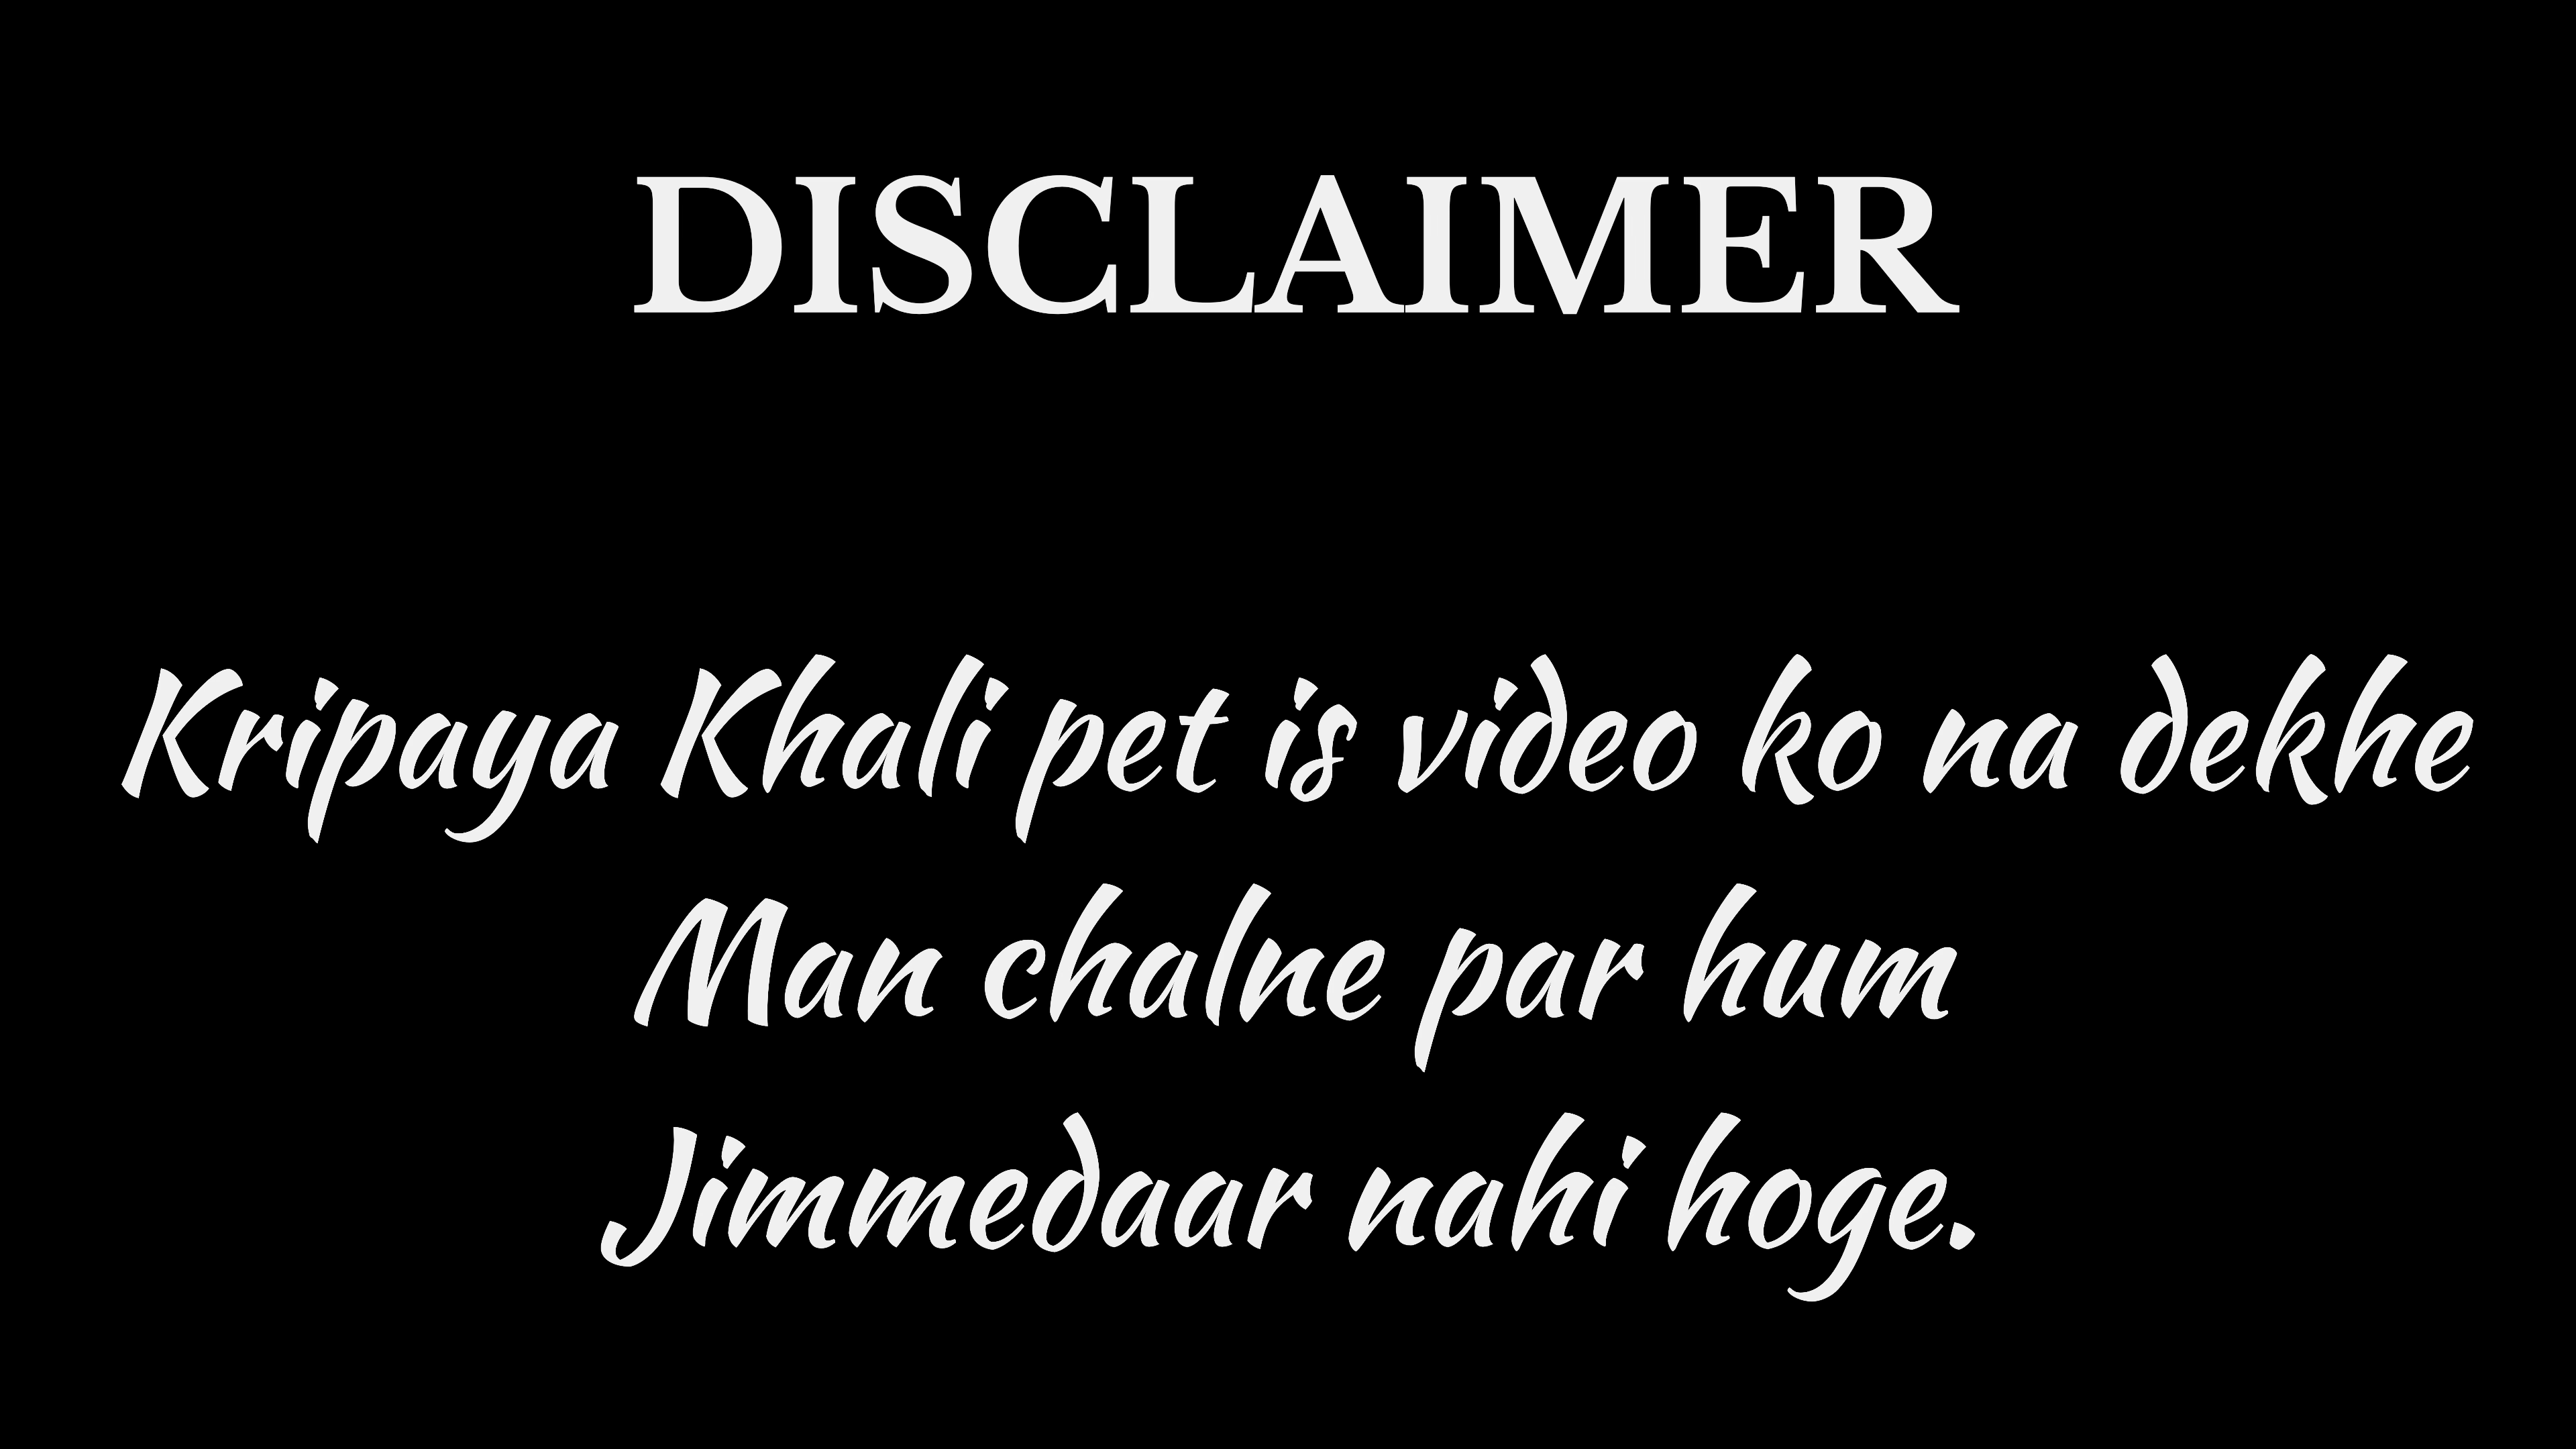 DISCLAIMER
Kripaya Khali pet is video ko na dekhe
Man chalne par hum
Jimmedaar nahi hoge.